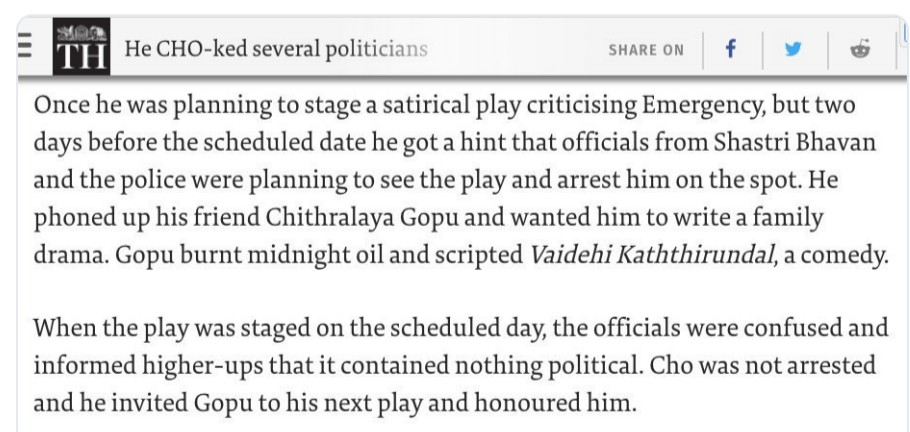 TH
He CHO-ked several politicians
SHARE ON
Once he was planning to stage a satirical play criticising Emergency, but two
days before the scheduled date he got a hint that officials from Shastri Bhavan
and the police were planning to see the play and arrest him on the spot. He
phoned up his friend Chithralaya Gopu and wanted him to write a family
drama. Gopu burnt midnight oil and scripted Vaidehi Kaththirundal, a comedy.
When the play was staged on the scheduled day, the officials were confused and
informed higher-ups that it contained nothing political. Cho was not arrested
and he invited Gopu to his next play and honoured him.